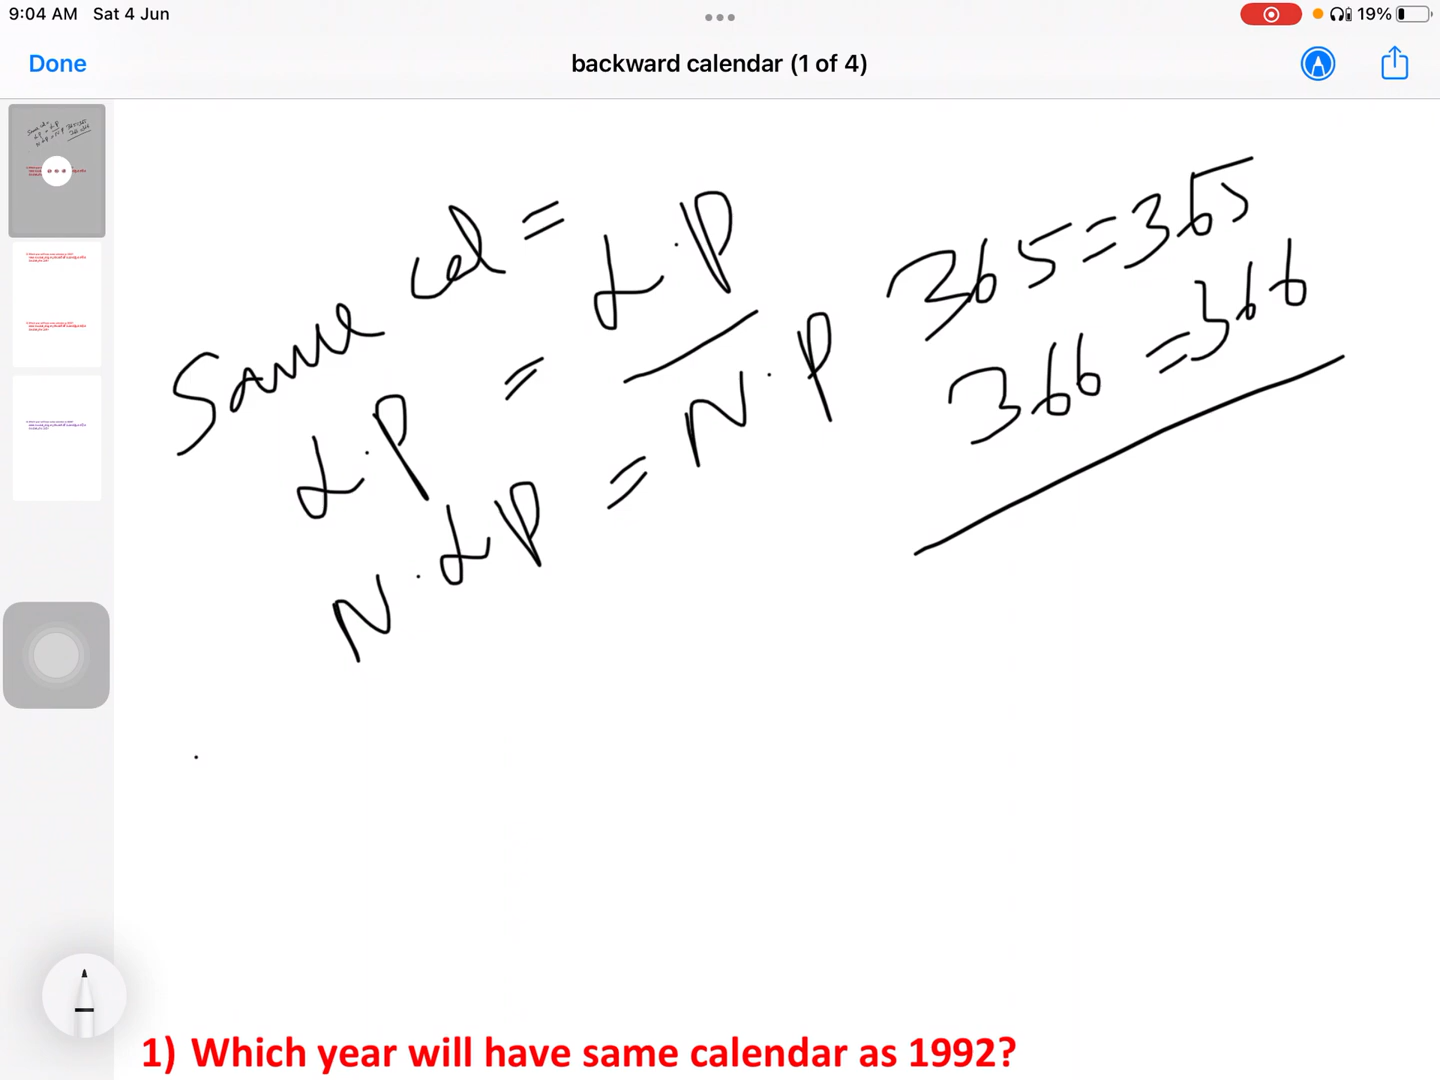 9:04 AM Sat 4 Jun
19%
Done
backward calendar (1 of 4)
Same cal =
L.P = L.P
N.LP = N.P
365=365
366=366
1) Which year will have same calendar as 1992?